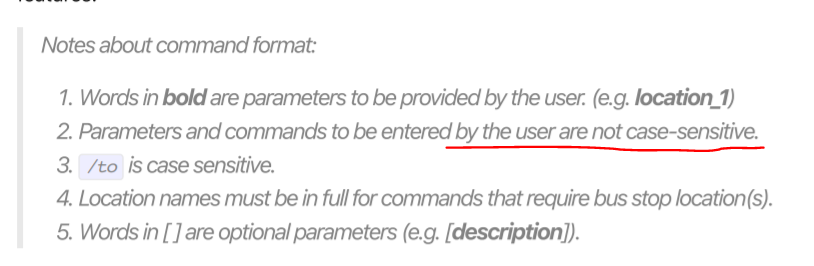 features.
Notes about command format:
1. Words in bold are parameters to be provided by the user. (e.g. location_1)
2. Parameters and commands to be entered by the user are not case-sensitive.
3. /to is case sensitive.
4. Location names must be in full for commands that require bus stop location(s).
5. Words in [ ] are optional parameters (e.g. [description]).